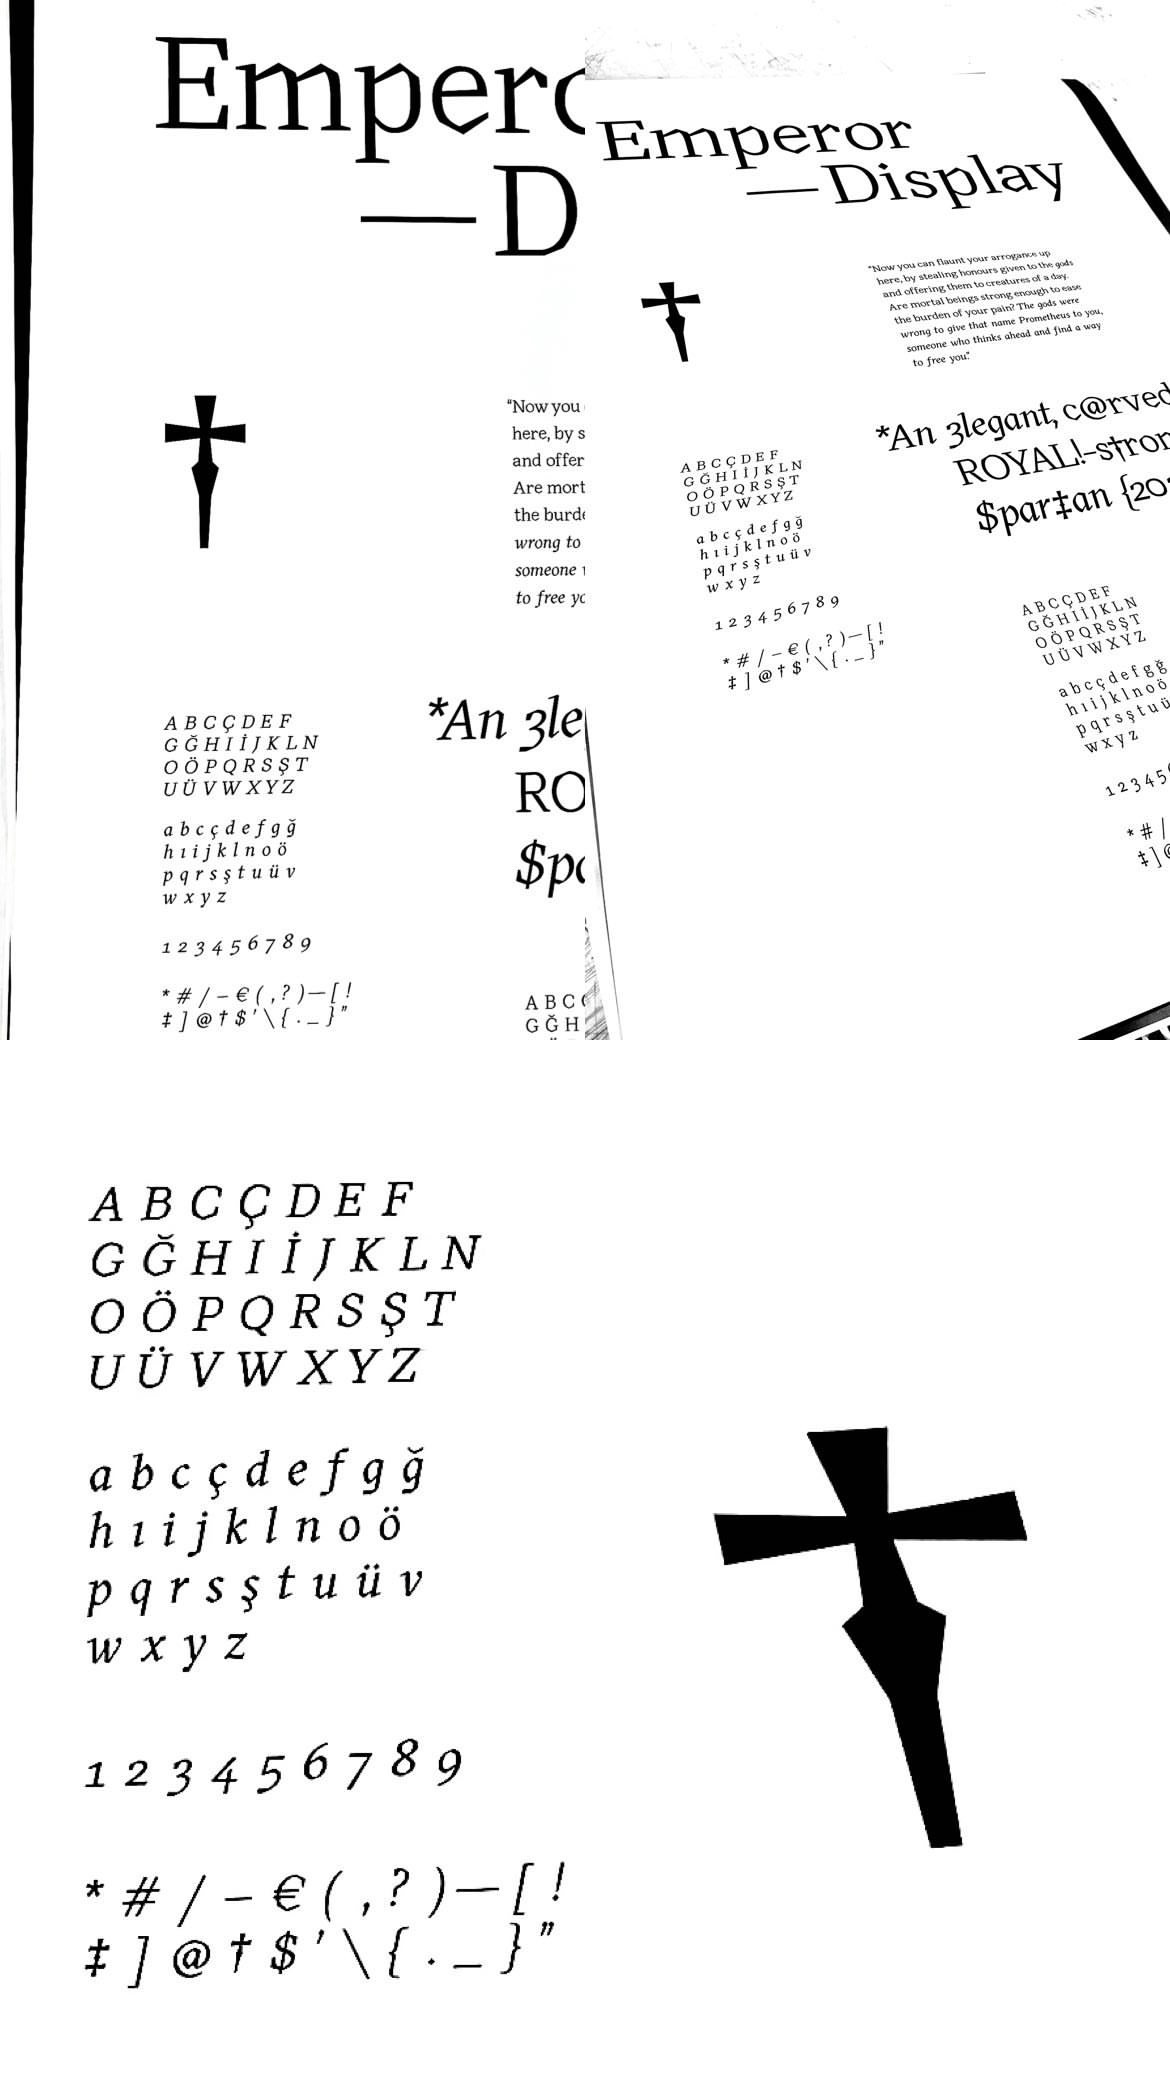 Empero
— D
"Now you
here, by s
and offer
Are mort
the burde
wrong to
someone
to free yo
*An 3le
RO
$pa
A B C Ç D E F
G Ğ H I İ J K L N
O Ö P Q R S Ş T
U Ü V W X Y Z
a b c ç d e f g ğ
h ı i j k l n o ö
p q r s ş t u ü v
w x y z
1 2 3 4 5 6 7 8 9
* # / – € ( , ? ) — [ !
‡ ] @ † $ ' \ { . _ } "
A B C
G Ğ H
Emperor
— Display
"Now you can flaunt your arrogance up
here, by stealing honours given to the gods
and offering them to creatures of a day.
Are mortal beings strong enough to ease
the burden of your pain? The gods were
wrong to give that name Prometheus to you,
someone who thinks ahead and find a way
to free you."
*An 3legant, c@rved
ROYAL!–stron
$par‡an {20
A B C Ç D E F
G Ğ H I İ J K L N
O Ö P Q R S Ş T
U Ü V W X Y Z
a b c ç d e f g ğ
h ı i j k l n o ö
p q r s ş t u ü v
w x y z
1 2 3 4 5 6 7 8 9
* # / – € ( , ? ) — [ !
‡ ] @ † $ ' \ { . _ } "
A B C Ç D E F
G Ğ H I İ J K L N
O Ö P Q R S Ş T
U Ü V W X Y Z
a b c ç d e f g ğ
h ı i j k l n o ö
p q r s ş t u ü
w x y z
1 2 3 4 5
* # /
‡ ] @
A B C Ç D E F
G Ğ H I İ J K L N
O Ö P Q R S Ş T
U Ü V W X Y Z
a b c ç d e f g ğ
h ı i j k l n o ö
p q r s ş t u ü v
w x y z
1 2 3 4 5 6 7 8 9
* # / – € ( , ? ) — [ !
‡ ] @ † $ ' \ { . _ } "